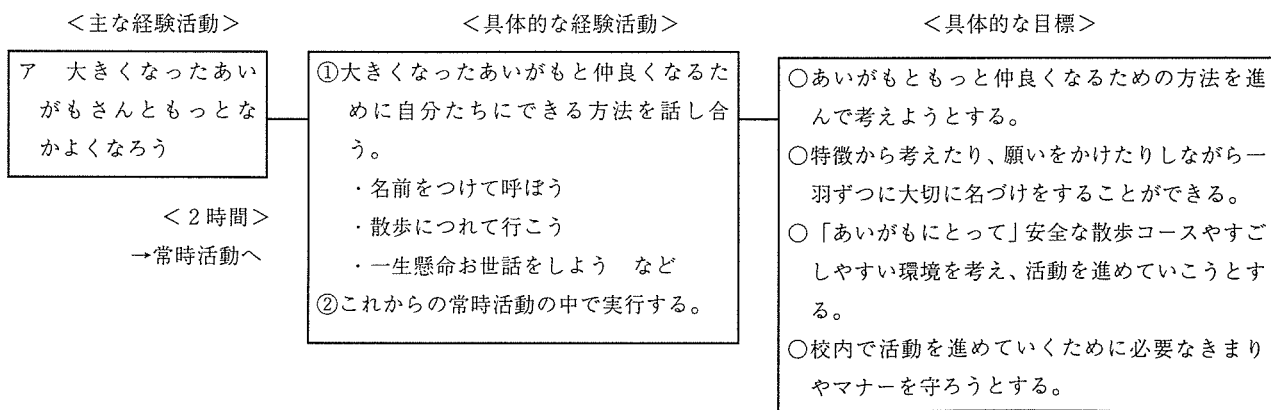 ＜主な経験活動＞
ア　大きくなったあい
がもさんともっとな
かよくなろう
＜２時間＞
→常時活動へ
＜具体的な経験活動＞
①大きくなったあいがもと仲良くなるた
めに自分たちにできる方法を話し合
う。
・名前をつけて呼ぼう
・散歩につれて行こう
・一生懸命お世話をしよう　など
②これからの常時活動の中で実行する。
＜具体的な目標＞
○あいがもともっと仲良くなるための方法を進
んで考えようとする。
○特徴から考えたり、願いをかけたりしながら一
羽ずつに大切に名づけをすることができる。
○「あいがもにとって」安全な散歩コースやすご
しやすい環境を考え、活動を進めていこうとす
る。
○校内で活動を進めていくために必要なきまり
やマナーを守ろうとする。